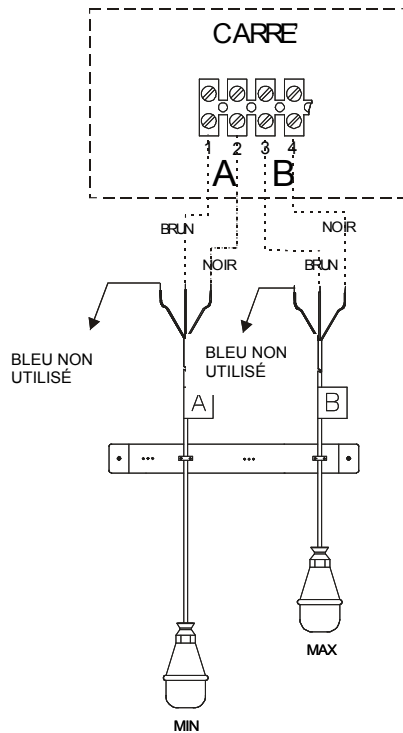 CARRE'
1 2 3 4
A B
BRUN
NOIR
BRUN
NOIR
BLEU NON
UTILISÉ
BLEU NON
UTILISÉ
A
B
MAX
MIN